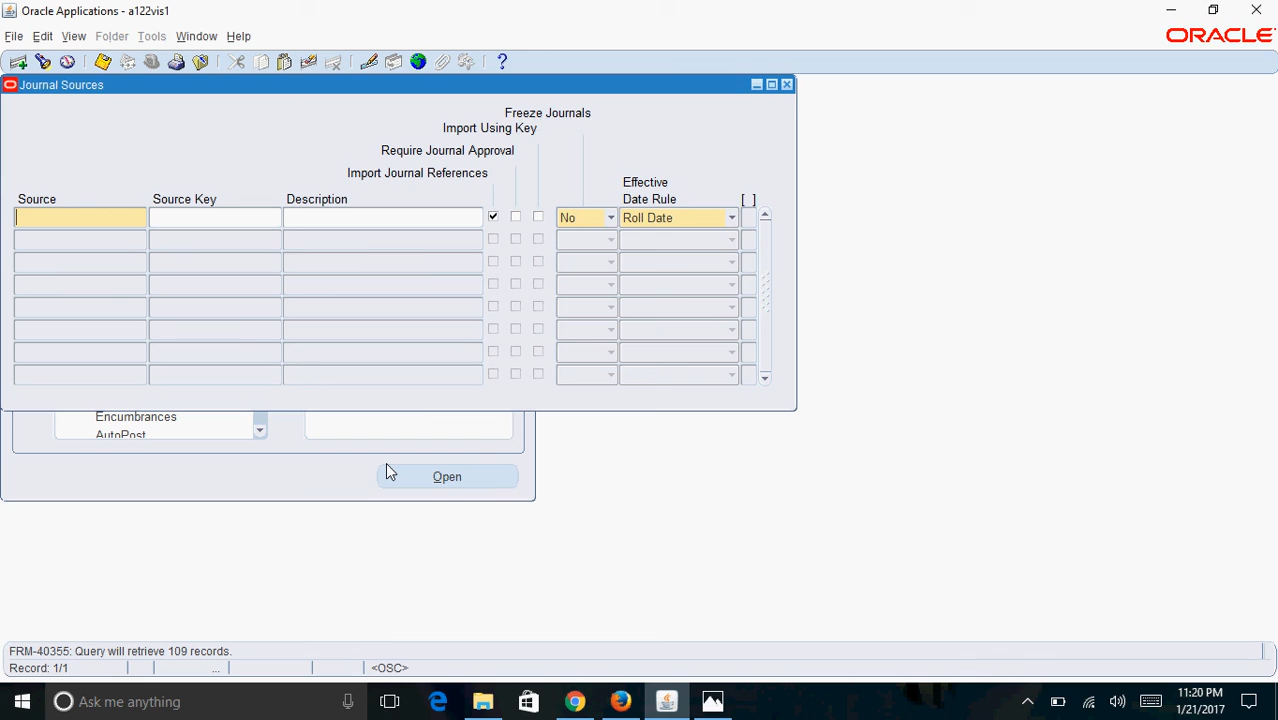 Oracle Applications - a122vis1
File Edit View Folder Tools Window Help
ORACLE
Journal Sources
Freeze Journals
Import Using Key
Require Journal Approval
Import Journal References
Effective
Source Source Key Description Date Rule [ ]
No Roll Date
Encumbrances
AutoPost
Open
FRM-40355: Query will retrieve 109 records.
Record: 1/1 ... <OSC>
Ask me anything
11:20 PM
1/21/2017